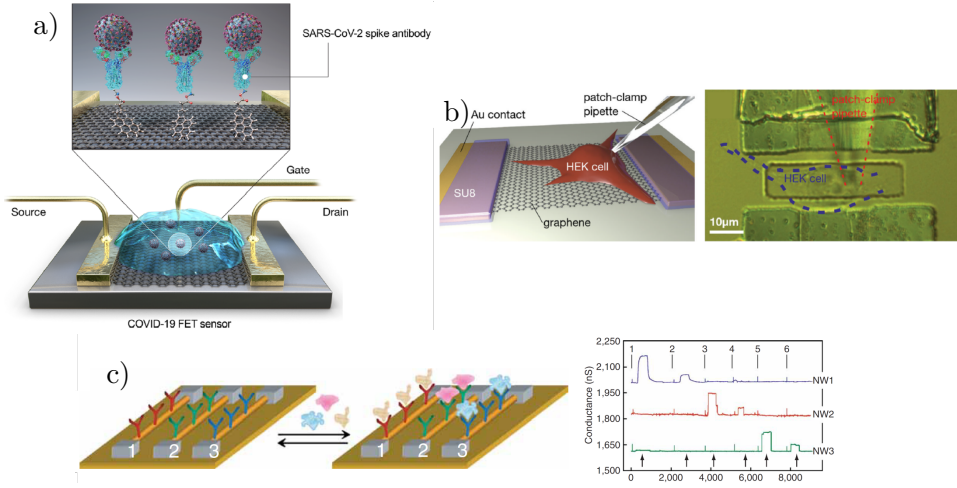 a)
SARS-CoV-2 spike antibody
Gate
Source
Drain
COVID-19 FET sensor
b)
Au contact
patch-clamp
pipette
HEK cell
SU8
graphene
patch-clamp
pipette
HEK cell
10μm
c)
1 2 3
1 2 3
Conductance (nS)
2,250
2,100
1,950
1,800
1,650
1,500
1 2 3 4 5 6
NW1
NW2
NW3
0 2,000 4,000 6,000 8,000